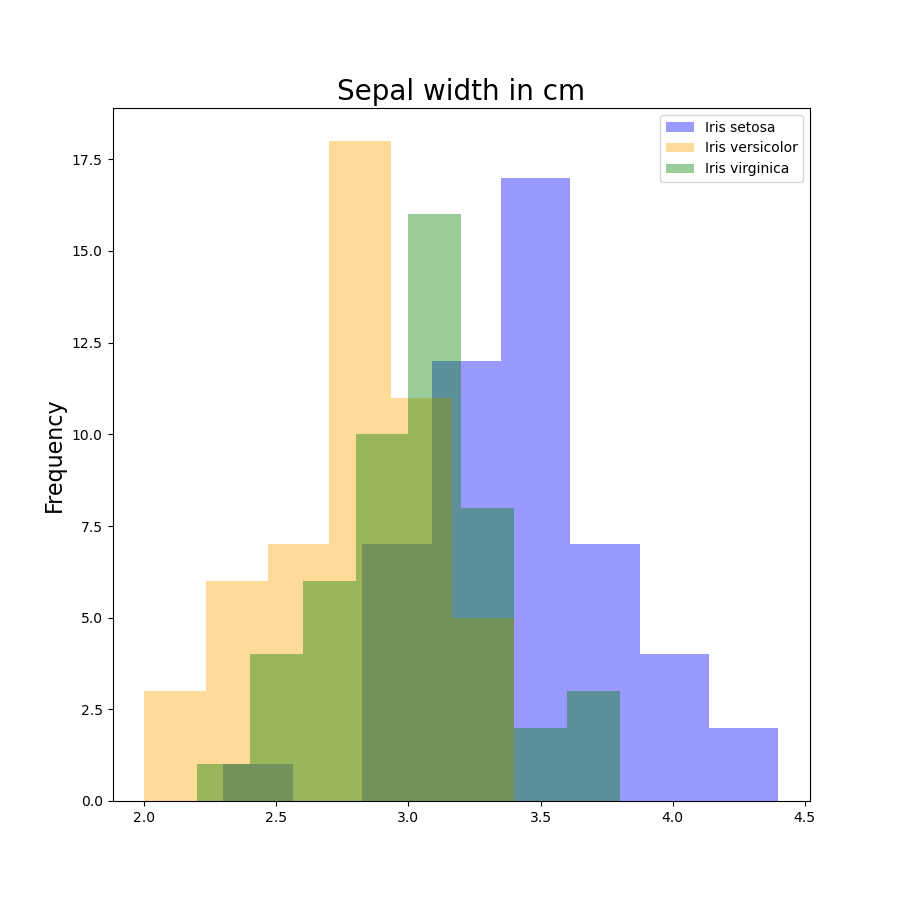 Sepal width in cm
Iris setosa
Iris versicolor
Iris virginica
Frequency
17.5
15.0
12.5
10.0
7.5
5.0
2.5
0.0
2.0 2.5 3.0 3.5 4.0 4.5